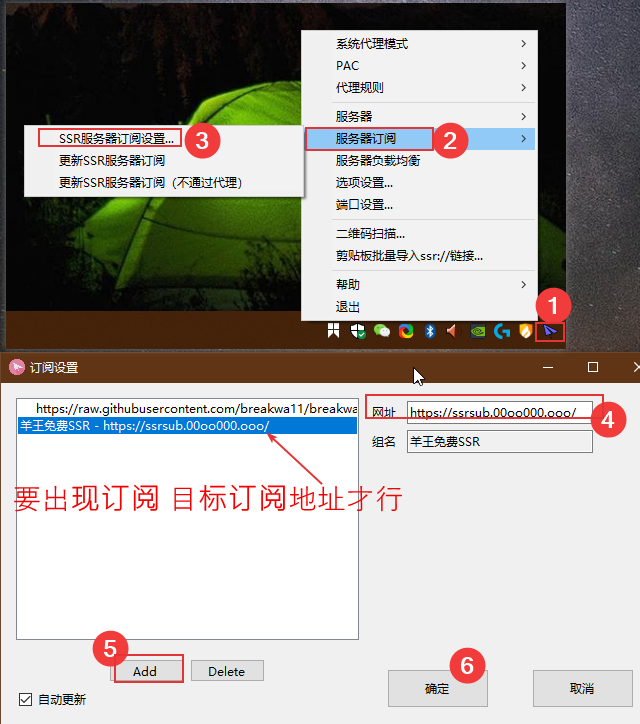 系统代理模式
PAC
代理规则
服务器
服务器订阅
服务器负载均衡
选项设置...
端口设置...
二维码扫描...
剪贴板批量导入ssr://链接...
帮助
退出
2
SSR服务器订阅设置...
3
更新SSR服务器订阅
更新SSR服务器订阅（不通过代理）
1
订阅设置
https://raw.githubusercontent.com/breakwa11/breakwa
羊王免费SSR - https://ssrsub.00oo000.ooo/
网址 https://ssrsub.00oo000.ooo/
4
组名 羊王免费SSR
要出现订阅 目标订阅地址才行
5
Add Delete
自动更新
6
确定 取消